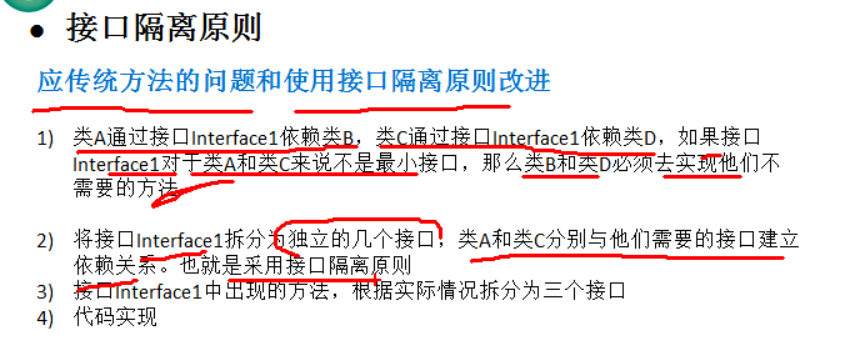 ● 接口隔离原则
应传统方法的问题和使用接口隔离原则改进
1) 类A通过接口Interface1依赖类B，类C通过接口Interface1依赖类D，如果接口
Interface1对于类A和类C来说不是最小接口，那么类B和类D必须去实现他们不
需要的方法。
2) 将接口Interface1拆分为独立的几个接口，类A和类C分别与他们需要的接口建立
依赖关系。也就是采用接口隔离原则
3) 接口Interface1中出现的方法，根据实际情况拆分为三个接口
4) 代码实现